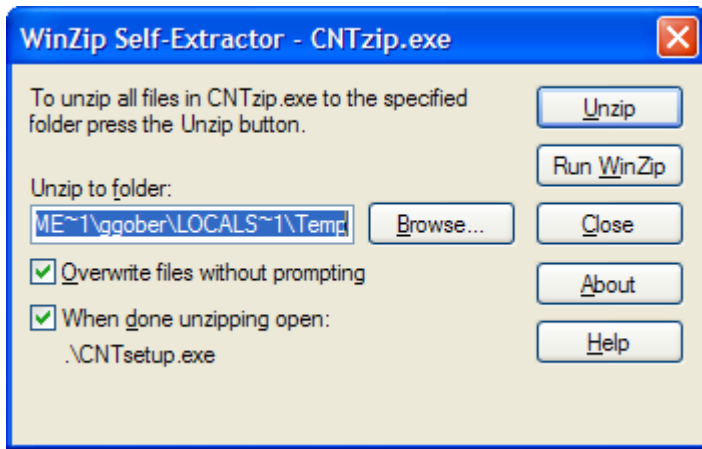 WinZip Self-Extractor - CNTzip.exe
To unzip all files in CNTzip.exe to the specified
folder press the Unzip button.
Unzip
Run WinZip
Unzip to folder:
ME~1\ggober\LOCALS~1\Temp
Browse...
Close
Overwrite files without prompting
About
When done unzipping open:
.\CNTsetup.exe
Help